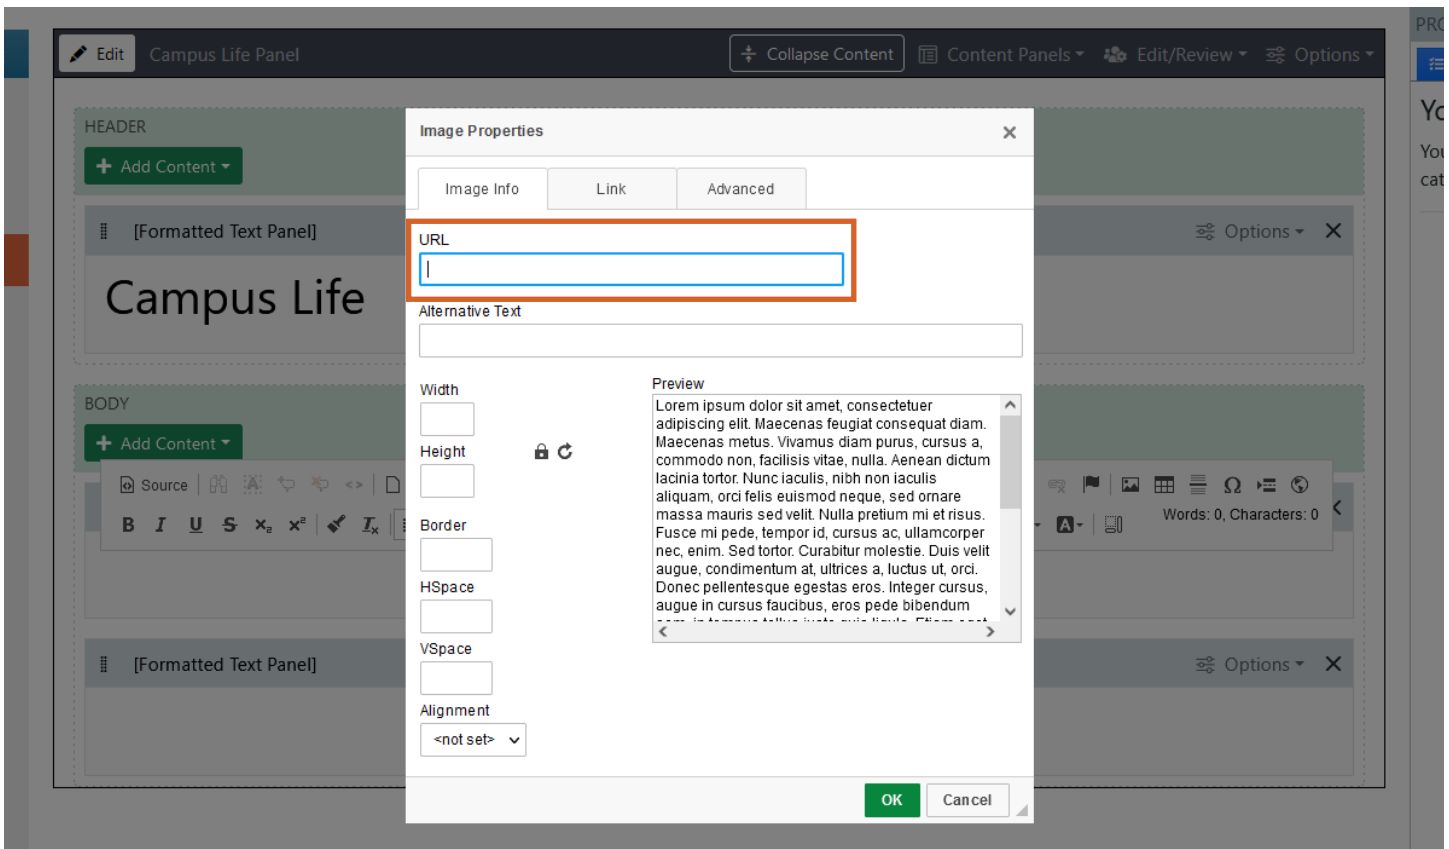 Edit
Campus Life Panel
Collapse Content
Content Panels
Edit/Review
Options
HEADER
Add Content
[Formatted Text Panel]
Options
Campus Life
BODY
Add Content
Source
B I U S x₂ x² Ix
Words: 0, Characters: 0
[Formatted Text Panel]
Options
Image Properties
Image Info
Link
Advanced
URL
Alternative Text
Width
Height
Border
HSpace
VSpace
Alignment
<not set>
Preview
Lorem ipsum dolor sit amet, consectetuer
adipiscing elit. Maecenas feugiat consequat diam.
Maecenas metus. Vivamus diam purus, cursus a,
commodo non, facilisis vitae, nulla. Aenean dictum
lacinia tortor. Nunc iaculis, nibh non iaculis
aliquam, orci felis euismod neque, sed ornare
massa mauris sed velit. Nulla pretium mi et risus.
Fusce mi pede, tempor id, cursus ac, ullamcorper
nec, enim. Sed tortor. Curabitur molestie. Duis velit
augue, condimentum at, ultrices a, luctus ut, orci.
Donec pellentesque egestas eros. Integer cursus,
augue in cursus faucibus, eros pede bibendum
OK
Cancel